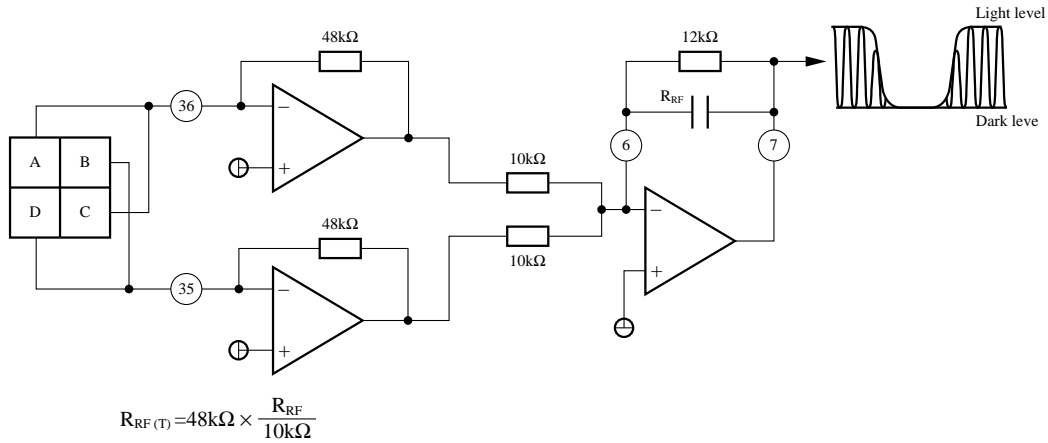 48kΩ
12kΩ
Light level
36
−
R_RF
Dark leve
+
6
7
A B
10kΩ
D C
48kΩ
−
10kΩ
+
35
−
+
R_RF (T) =48kΩ × R_RF / 10kΩ